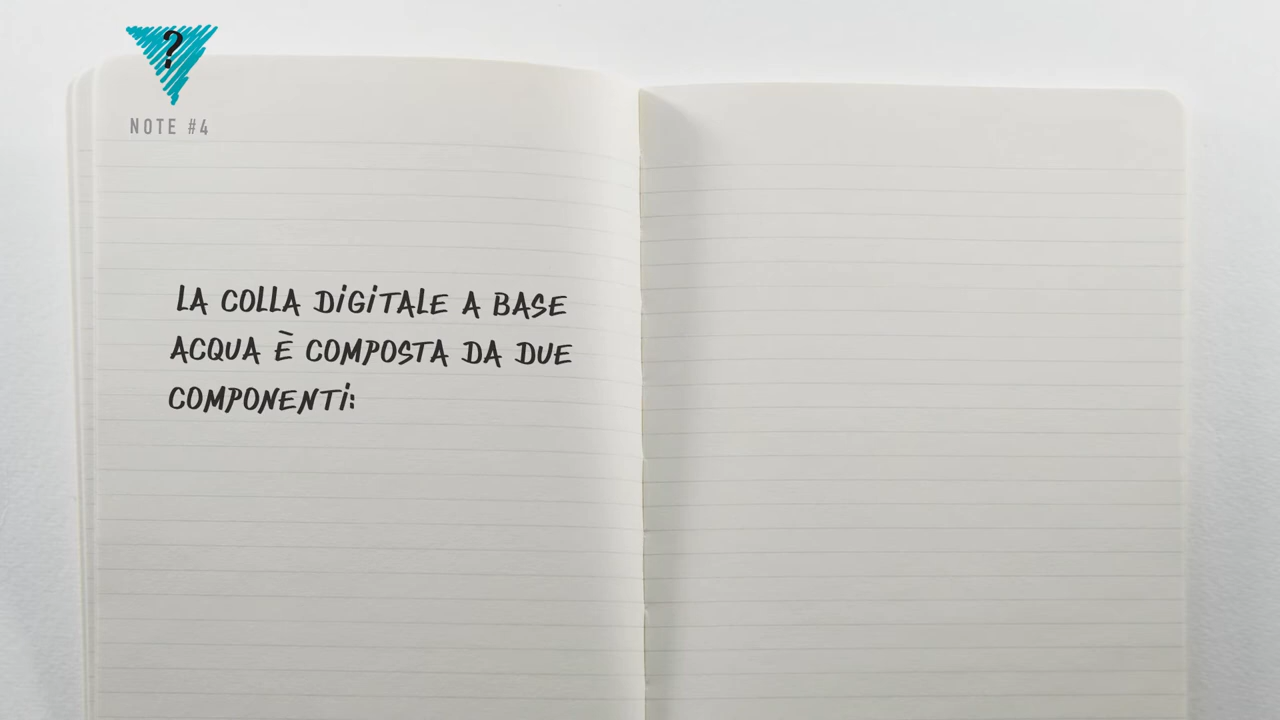 ?
NOTE #4
LA COLLA DIGITALE A BASE
ACQUA È COMPOSTA DA DUE
COMPONENTI: